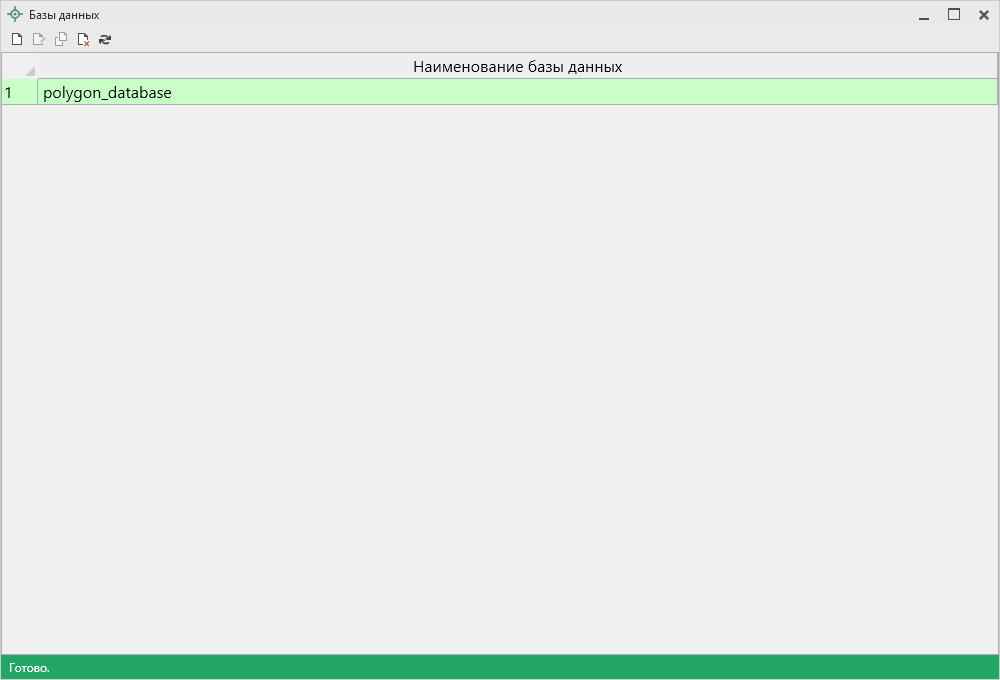 Базы данных
Наименование базы данных
1 polygon_database
Готово.